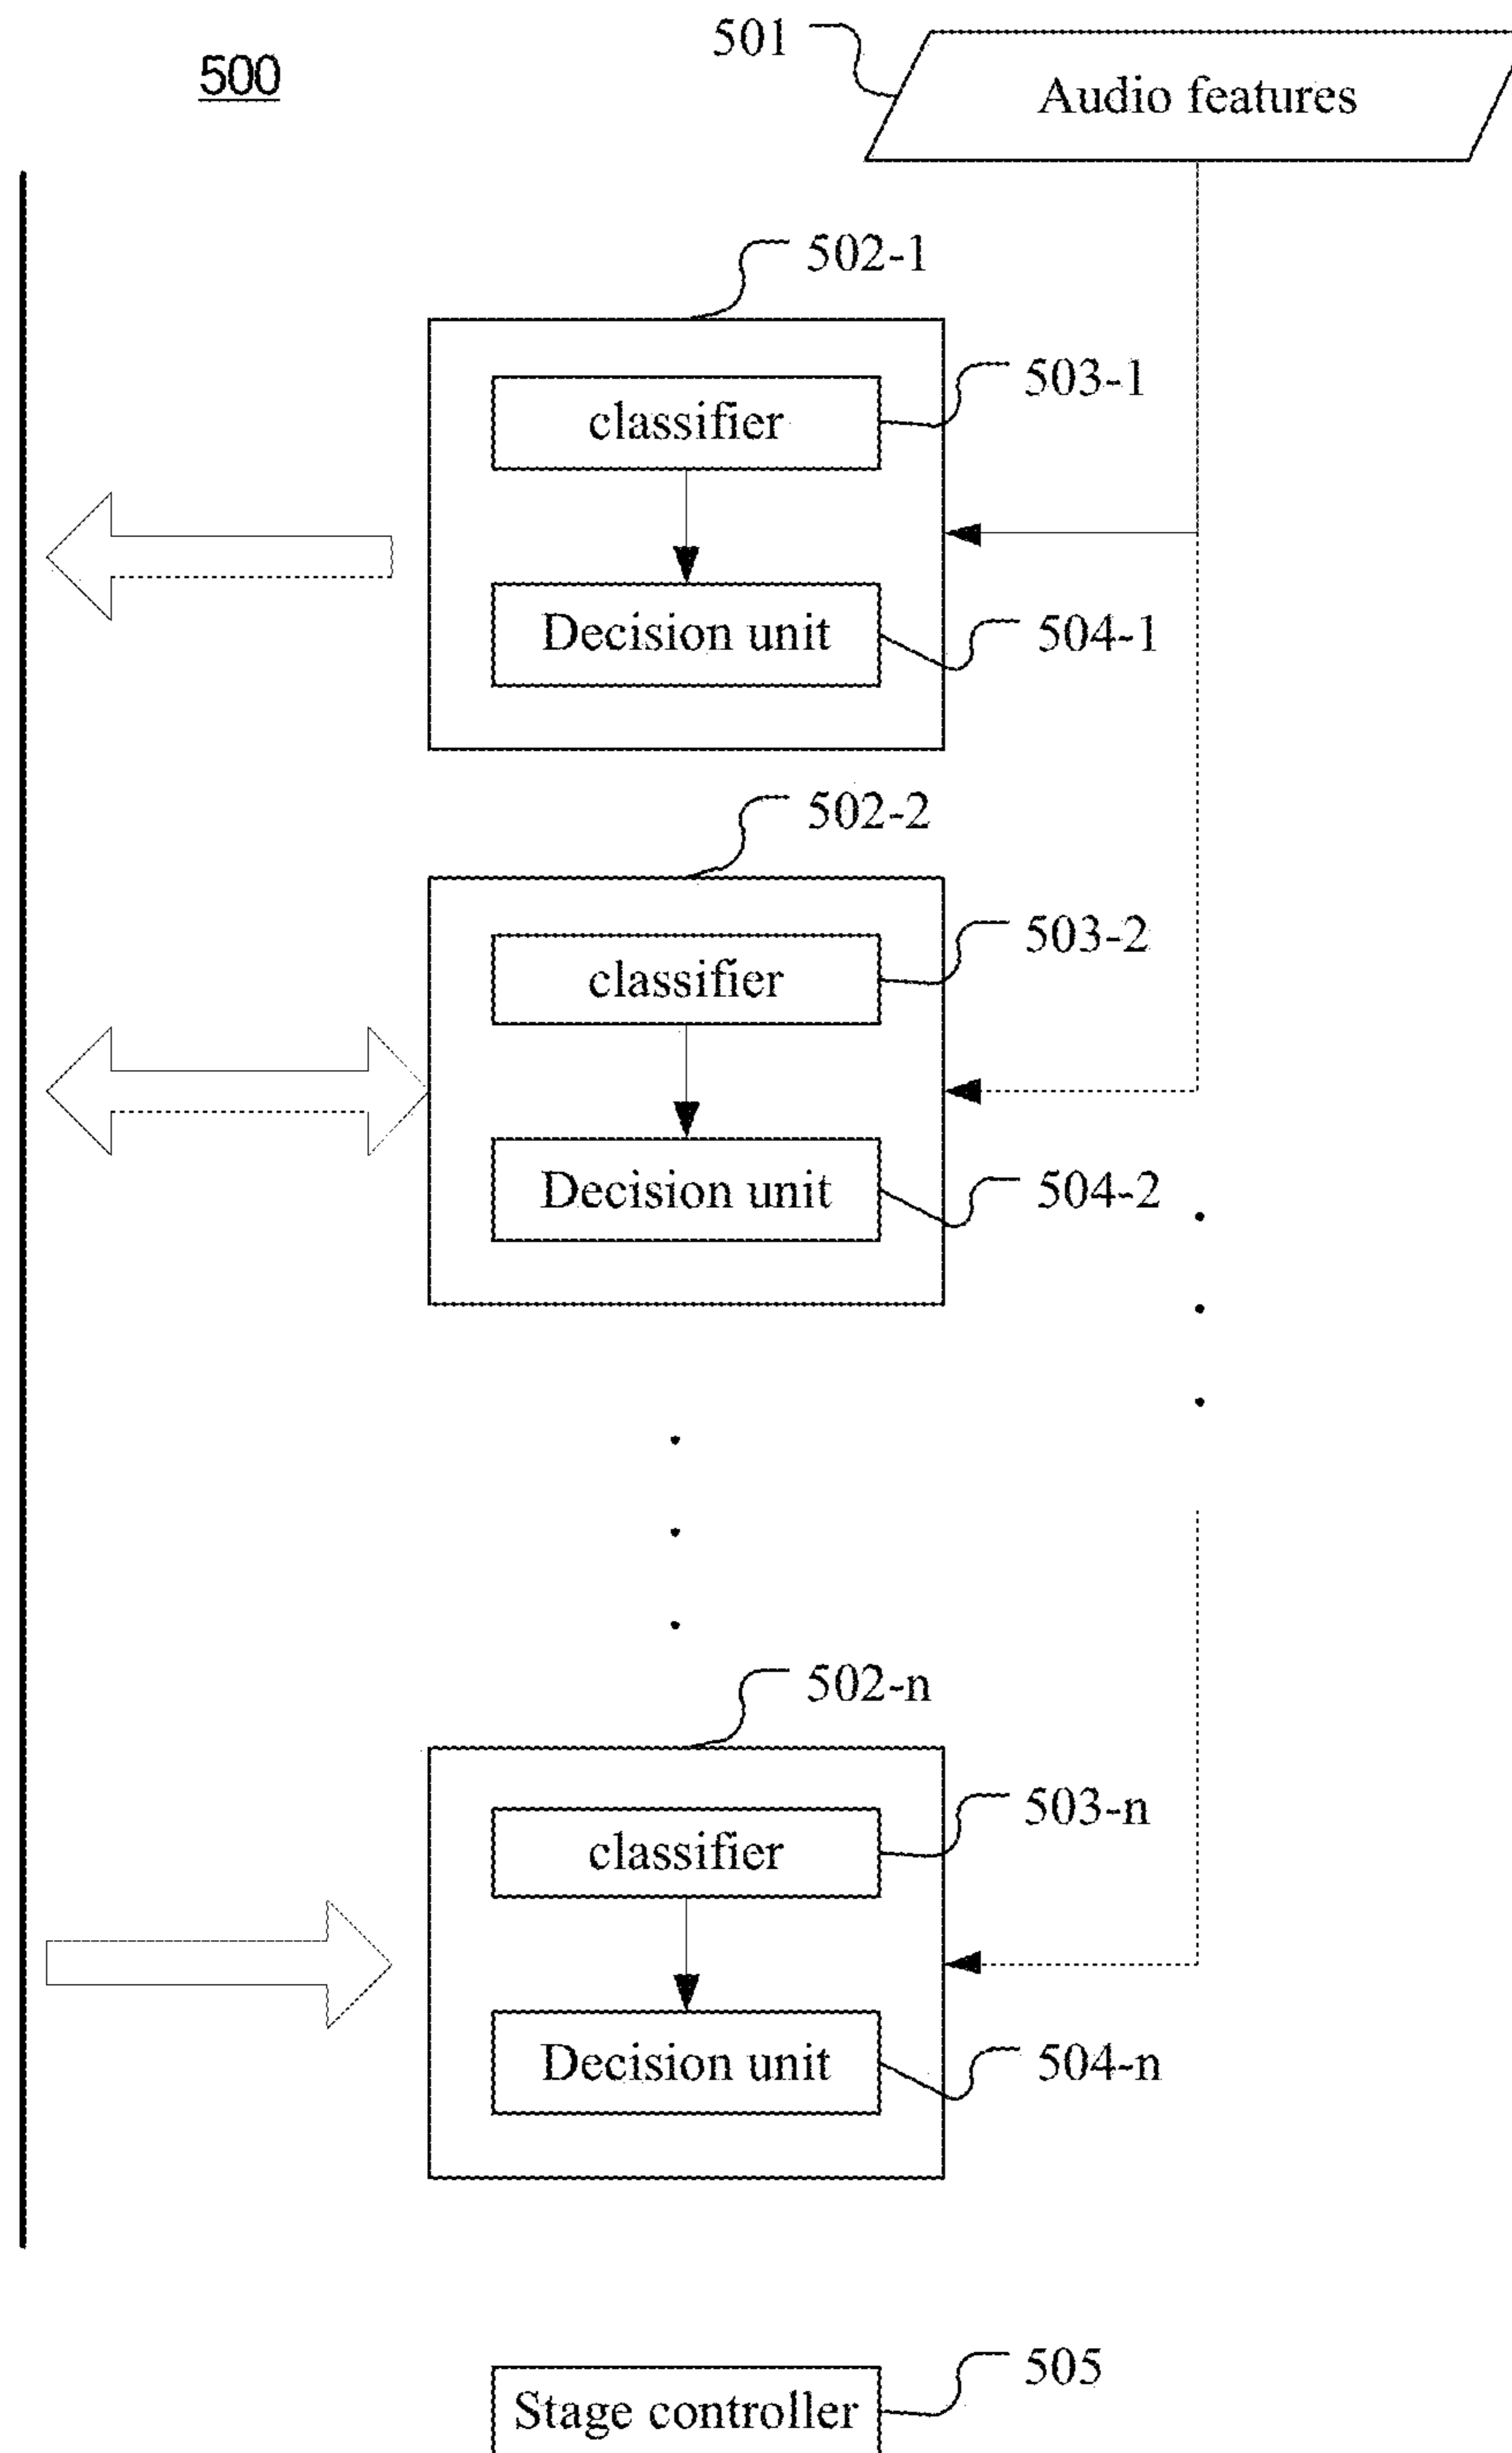 501
Audio features
500
502-1
503-1
classifier
Decision unit
504-1
502-2
503-2
classifier
Decision unit
504-2
502-n
503-n
classifier
Decision unit
504-n
505
Stage controller